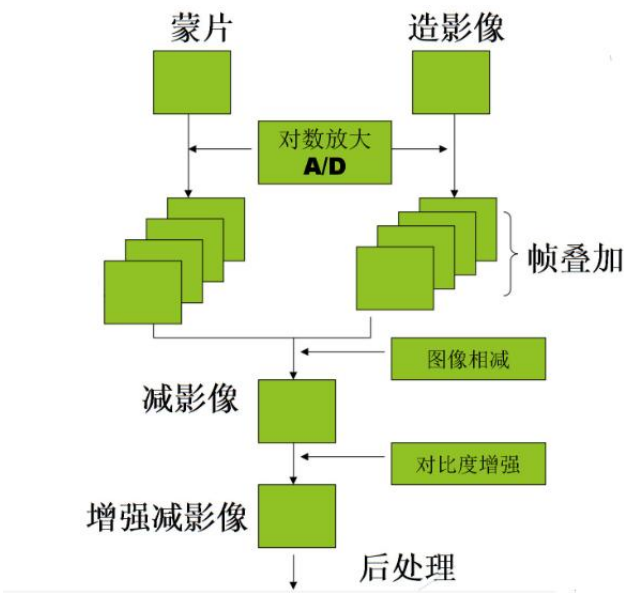 蒙片
造影像
对数放大
A/D
帧叠加
图像相减
减影像
对比度增强
增强减影像
后处理